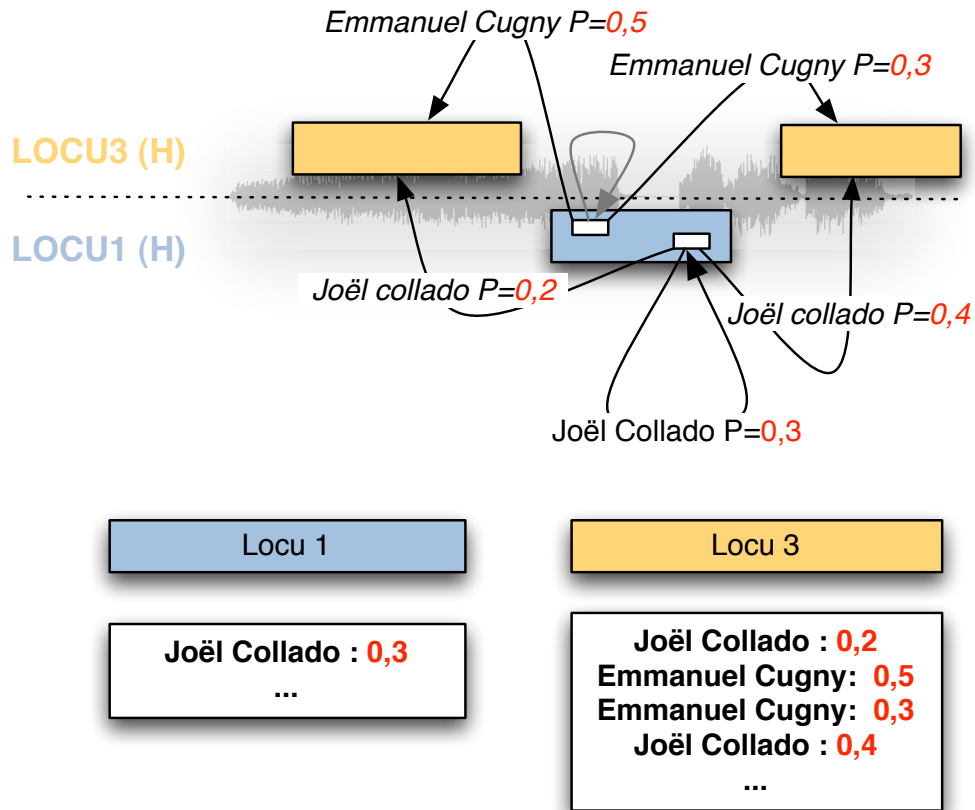 Emmanuel Cugny P=0,5
Emmanuel Cugny P=0,3
LOCU3 (H)
LOCU1 (H)
Joël collado P=0,2
Joël collado P=0,4
Joël Collado P=0,3
Locu 1
Locu 3
Joël Collado : 0,3
...
Joël Collado : 0,2
Emmanuel Cugny: 0,5
Emmanuel Cugny: 0,3
Joël Collado : 0,4
...